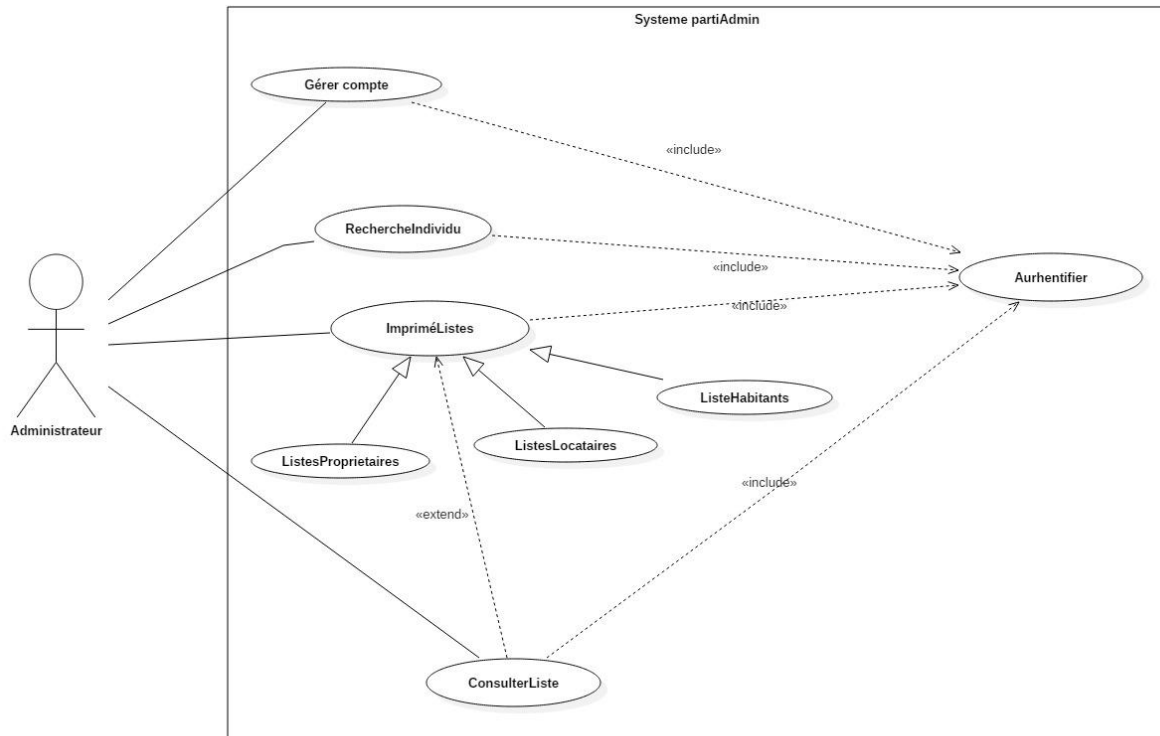 Systeme partiAdmin
Gérer compte
«include»
RechercheIndividu
«include»
Aurhentifier
«include»
ImpriméListes
ListeHabitants
Administrateur
ListesLocataires
ListesProprietaires
«include»
«extend»
ConsulterListe